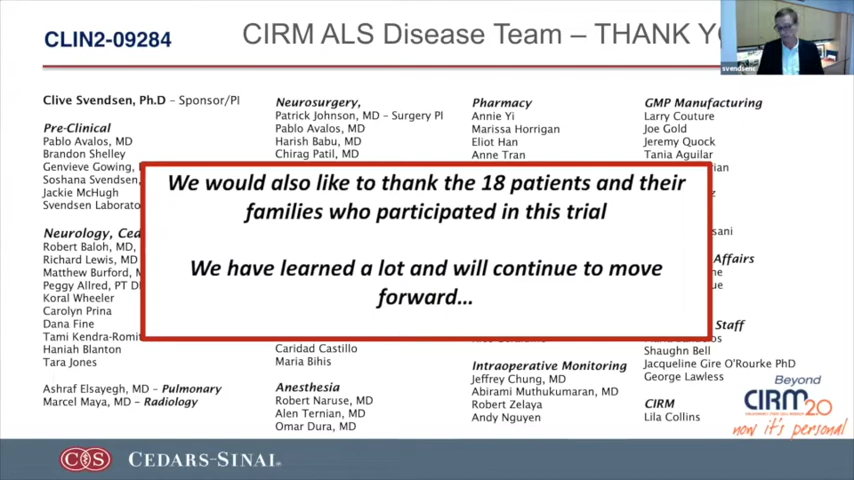 CLIN2-09284
CIRM ALS Disease Team – THANK
svendsenc
Clive Svendsen, Ph.D – Sponsor/PI
Pre-Clinical
Pablo Avalos, MD
Brandon Shelley
Genevieve Gowing,
Soshana Svendsen,
Jackie McHugh
Svendsen
Neurology,
Robert Baloh, MD,
Richard Lewis, MD
Matthew Burford,
Peggy Allred, PT
Koral Wheeler
Carolyn Prina
Dana Fine
Tami
Haniah Blanton
Tara Jones
Ashraf Elsayegh, MD – Pulmonary
Marcel Maya, MD – Radiology
Neurosurgery,
Patrick Johnson, MD – Surgery PI
Pablo Avalos, MD
Harish Babu, MD
Chirag Patil, MD
We would also like to thank the 18 patients and their
families who participated in this trial
We have learned a lot and will continue to move
forward...
Caridad Castillo
Maria Bihis
Anesthesia
Robert Naruse, MD
Alen Ternian, MD
Omar Dura, MD
Pharmacy
Annie Yi
Marissa Horrigan
Eliot Han
Anne Tran
Intraoperative Monitoring
Jeffrey Chung, MD
Abirami Muthukumaran, MD
Robert Zelaya
Andy Nguyen
GMP Manufacturing
Larry Couture
Joe Gold
Jeremy Quock
Tania Aguilar
Affairs
Staff
Shaughn Bell
Jacqueline Gire O'Rourke PhD
George Lawless
CIRM
Lila Collins
Beyond
CIRM 2.0
now it's personal
CS CEDARS-SINAI